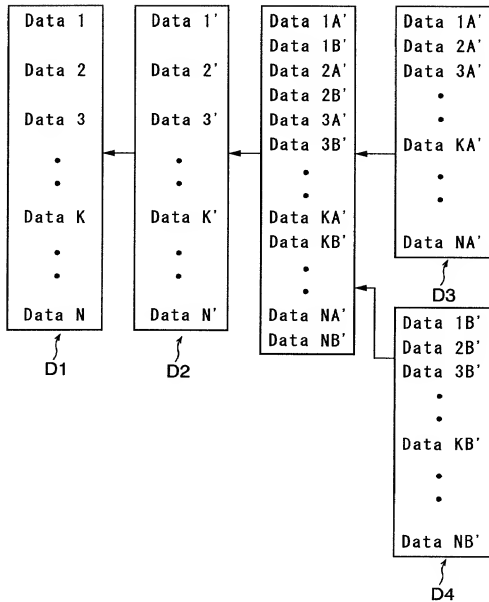 Data 1
Data 2
Data 3
Data K
Data N
D1
Data 1'
Data 2'
Data 3'
Data K'
Data N'
D2
Data 1A'
Data 1B'
Data 2A'
Data 2B'
Data 3A'
Data 3B'
Data KA'
Data KB'
Data NA'
Data NB'
Data 1A'
Data 2A'
Data 3A'
Data KA'
Data NA'
D3
Data 1B'
Data 2B'
Data 3B'
Data KB'
Data NB'
D4